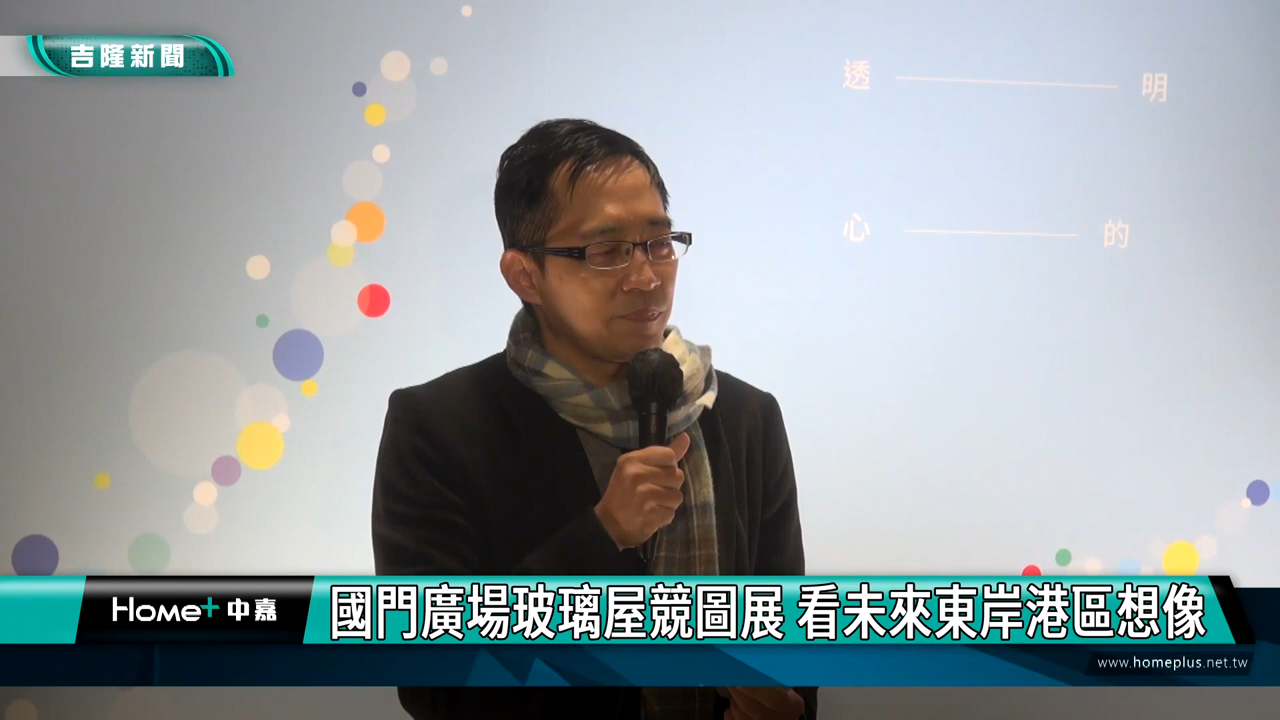 吉隆新聞
透 明
心 的
Home+ 中嘉
國門廣場玻璃屋競圖展 看未來東岸港區想像
www.homeplus.net.tw